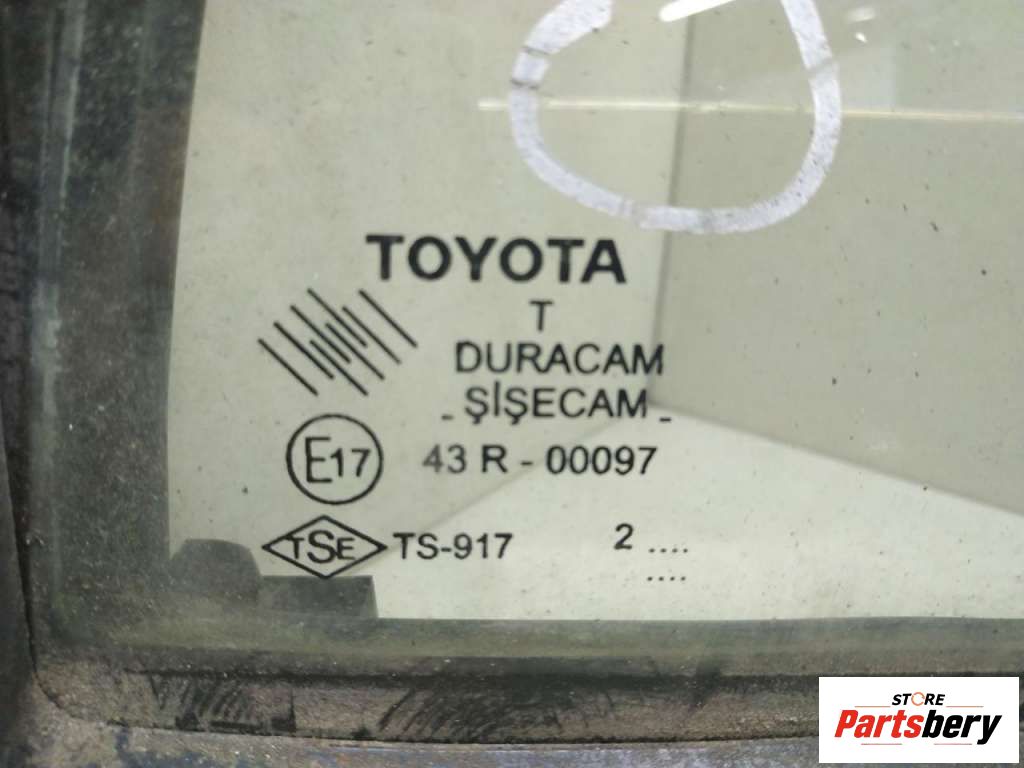 TOYOTA
T
DURACAM
- ŞİŞECAM -
E17 43 R - 00097
TSE TS-917 2 ....
....
STORE
Partsbery